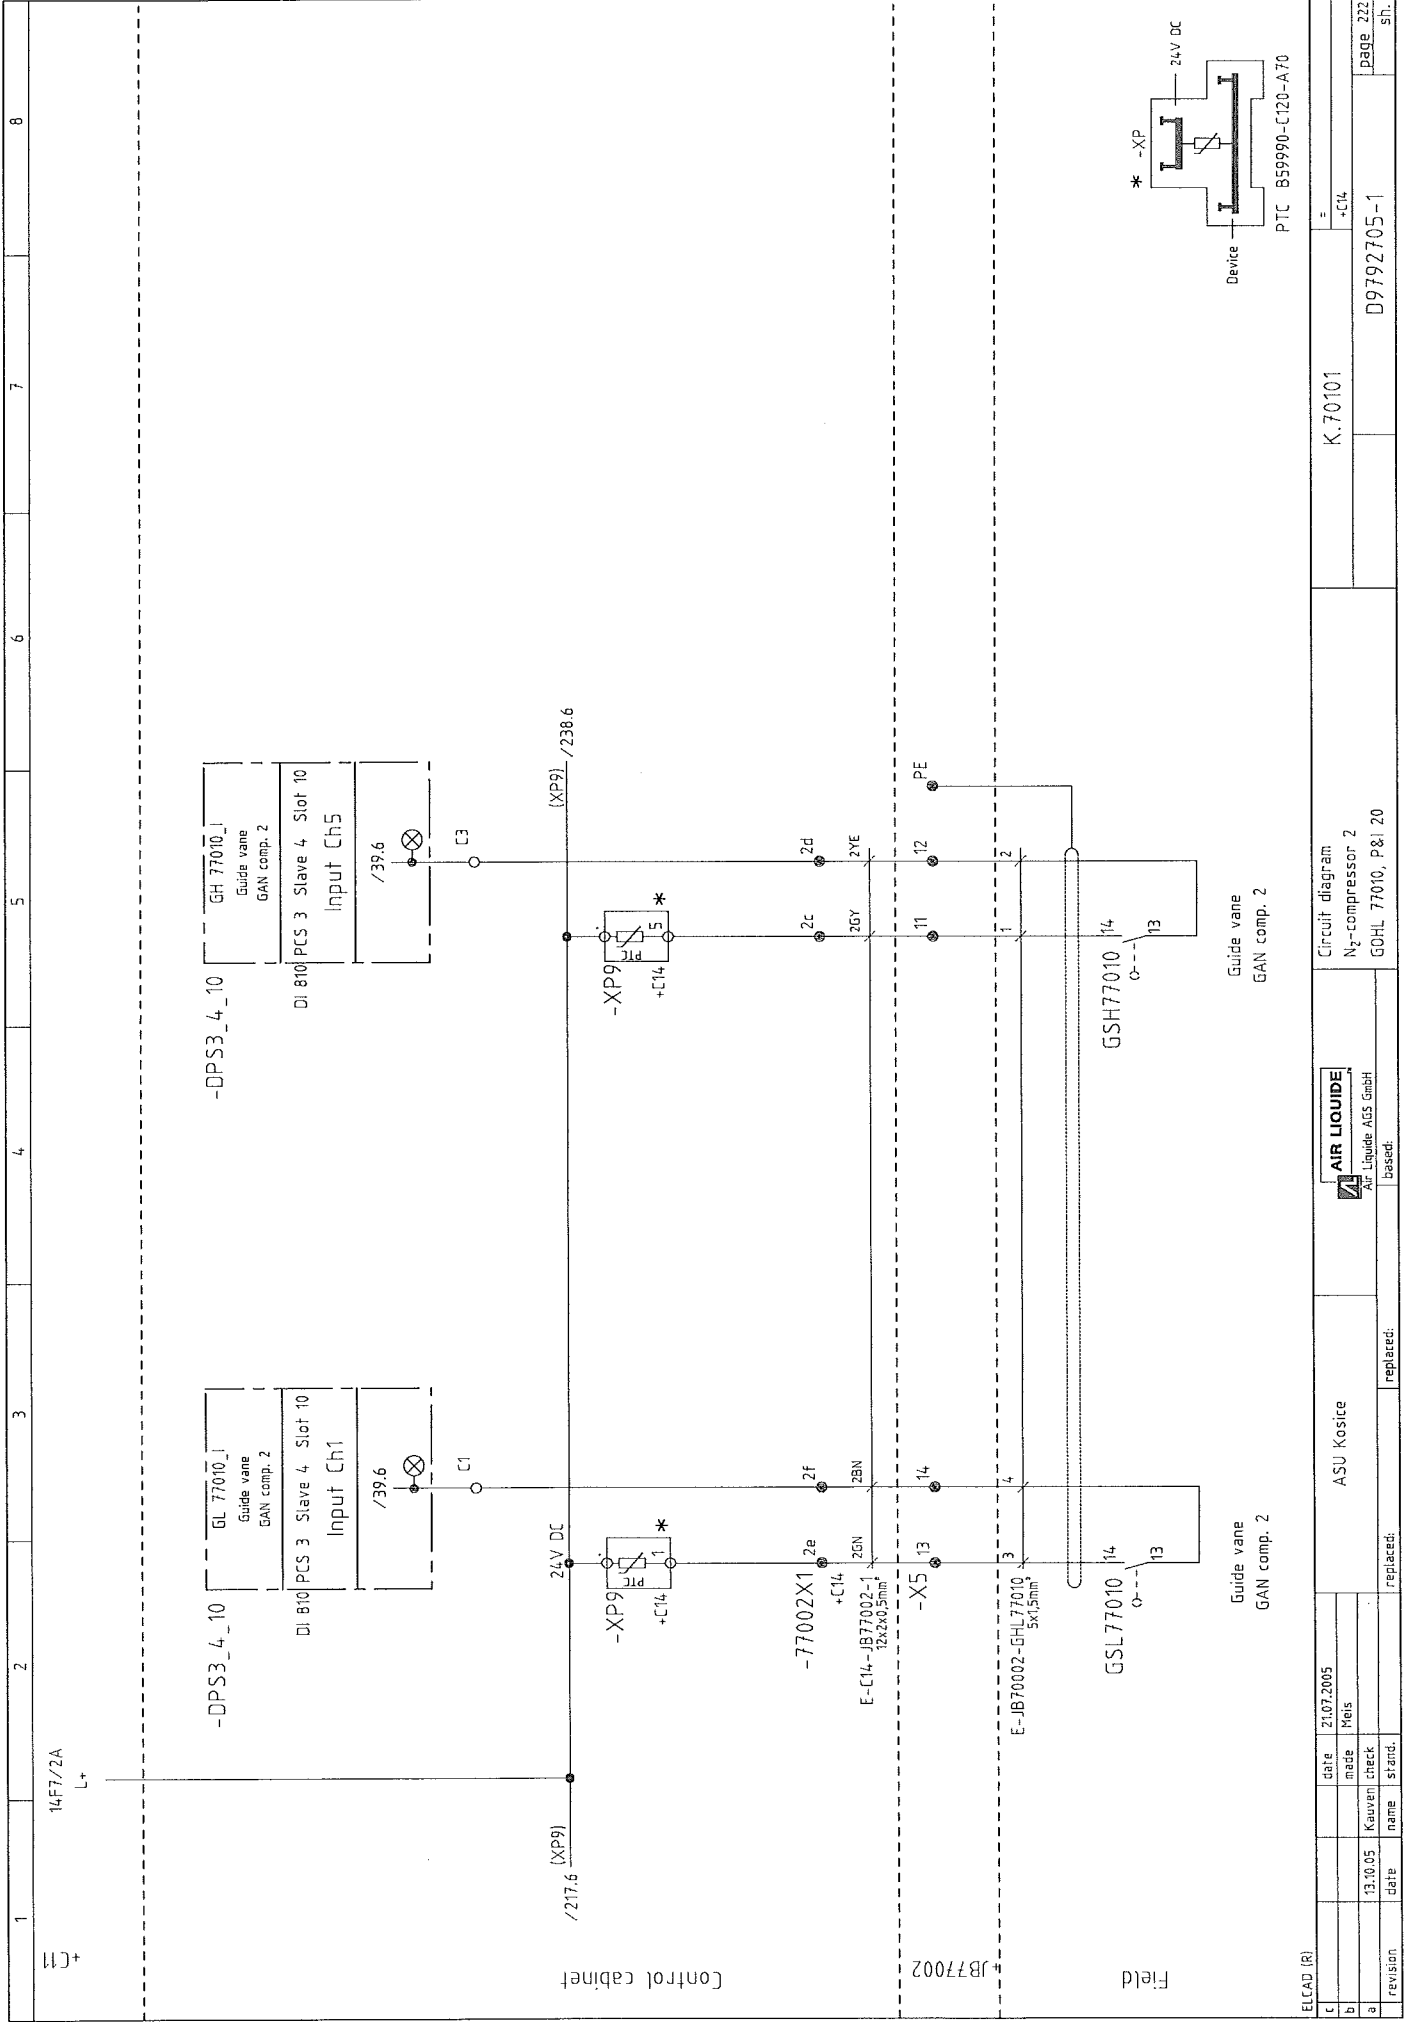 1 2 3 4 5 6 7 8
+C11
14F7/2A
L+
-DPS3_4_10
GL 77010_I
Guide vane
GAN comp. 2
DI 810 PCS 3 Slave 4 Slot 10
Input Ch1
/39.6
C1
-DPS3_4_10
GH 77010_I
Guide vane
GAN comp. 2
DI 810 PCS 3 Slave 4 Slot 10
Input Ch5
/39.6
C3
Control cabinet
/217.6 (XP9)
24V DC
(XP9) /238.6
-XP9
PTC
1
*
+C14
-XP9
PTC
5
*
+C14
-77002X1
+C14
2e
2f
2c
2d
E-C14-JB77002-1
12x2x0,5mm²
2GN
2BN
2GY
2YE
+JB77002
-X5
13
14
11
12
PE
E-JB70002-GHL77010
5x1,5mm²
3
4
1
2
Field
GSL77010
14
13
Guide vane
GAN comp. 2
GSH77010
14
13
Guide vane
GAN comp. 2
* -XP
24V DC
Device
PTC B59990-C120-A70
ELCAD (R)
c
b
a
13.10.05
Kauven
revision
date
name
date
21.07.2005
made
Meis
check
stand.
ASU Kosice
replaced:
replaced:
AIR LIQUIDE
Air Liquide AGS GmbH
based:
Circuit diagram
N2-compressor 2
GOHL 77010, P&I 20
K.70101
=
+C14
D9792705-1
page 222
sh.